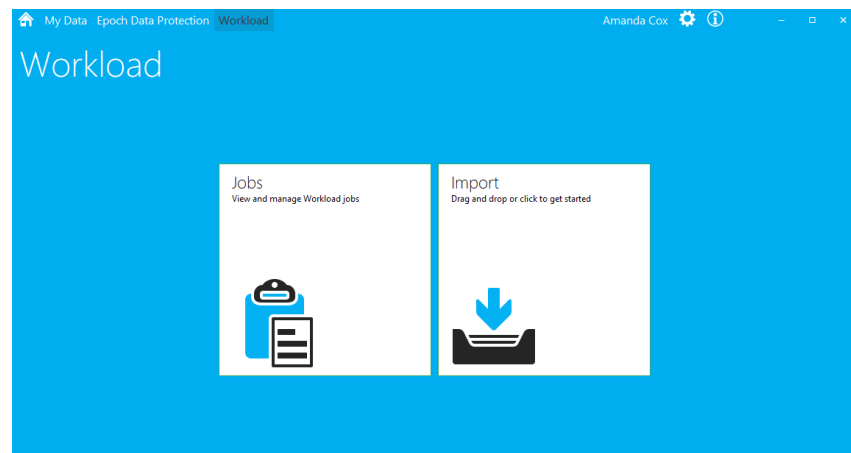 My Data Epoch Data Protection Workload Amanda Cox
Workload
Jobs
View and manage Workload jobs
Import
Drag and drop or click to get started